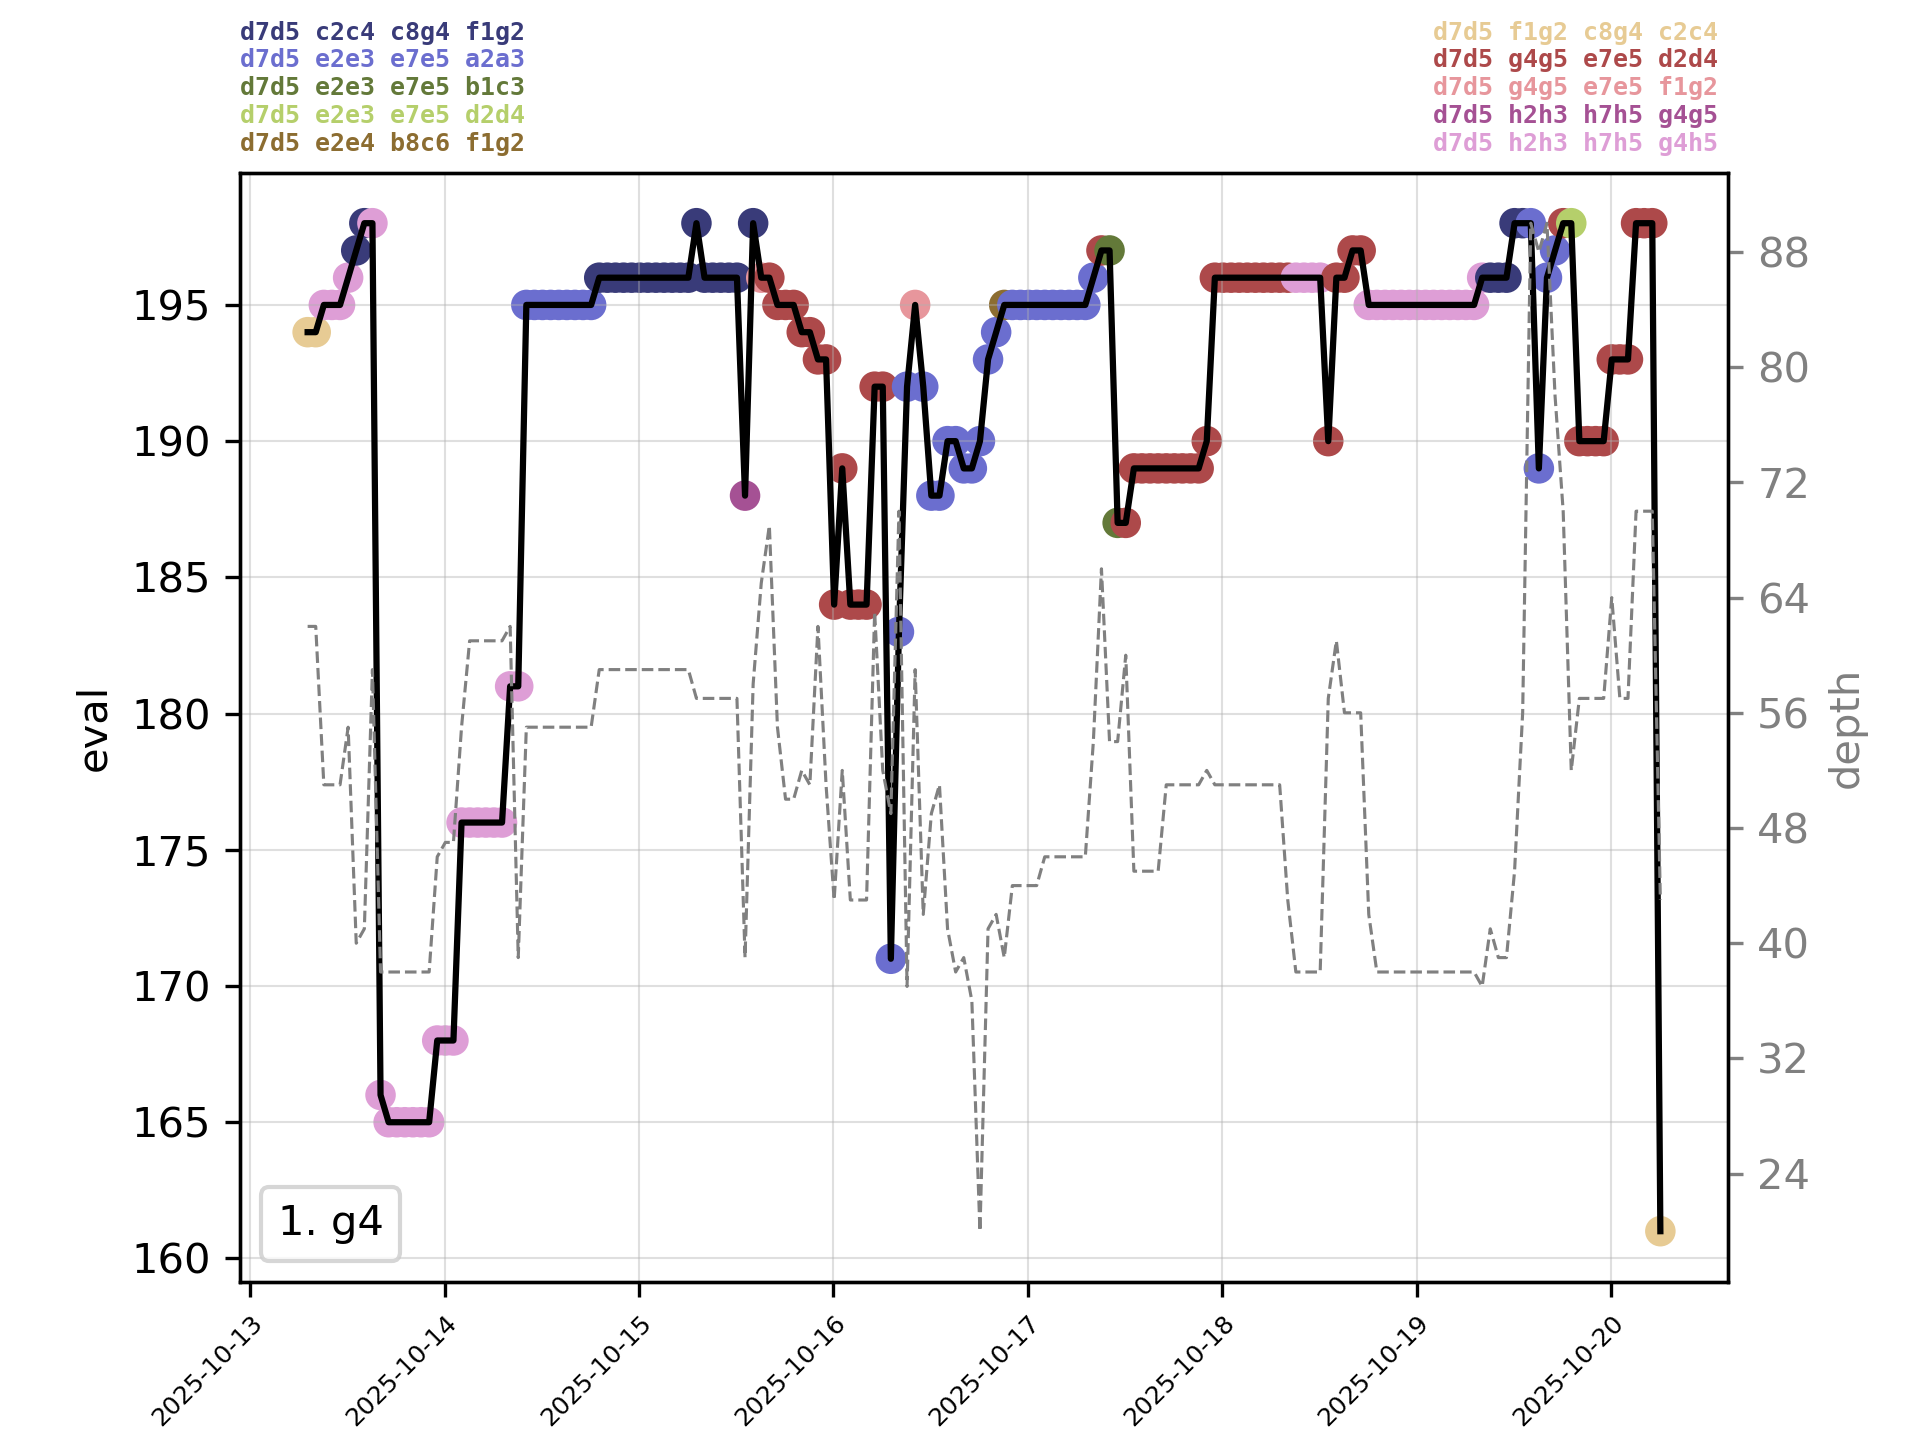 d7d5 c2c4 c8g4 f1g2
d7d5 e2e3 e7e5 a2a3
d7d5 e2e3 e7e5 b1c3
d7d5 e2e3 e7e5 d2d4
d7d5 e2e4 b8c6 f1g2
d7d5 f1g2 c8g4 c2c4
d7d5 g4g5 e7e5 d2d4
d7d5 g4g5 e7e5 f1g2
d7d5 h2h3 h7h5 g4g5
d7d5 h2h3 h7h5 g4h5
195
190
185
180
175
170
165
160
eval
88
80
72
64
56
48
40
32
24
depth
1. g4
2025-10-13
2025-10-14
2025-10-15
2025-10-16
2025-10-17
2025-10-18
2025-10-19
2025-10-20